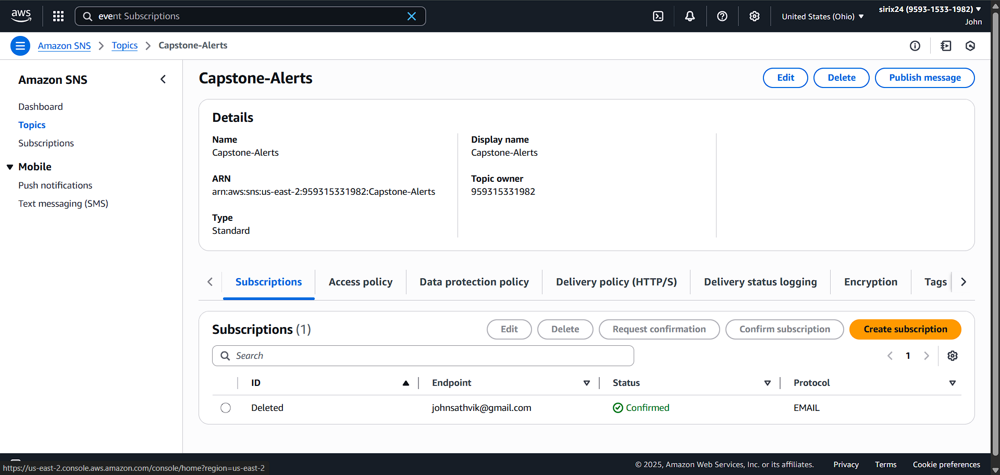 aws
event Subscriptions
United States (Ohio)
sirix24 (9593-1533-1982)
John
Amazon SNS
Topics
Capstone-Alerts
Amazon SNS
Dashboard
Topics
Subscriptions
Mobile
Push notifications
Text messaging (SMS)
Capstone-Alerts
Edit
Delete
Publish message
Details
Name
Capstone-Alerts
ARN
arn:aws:sns:us-east-2:959315331982:Capstone-Alerts
Type
Standard
Display name
Capstone-Alerts
Topic owner
959315331982
Subscriptions
Access policy
Data protection policy
Delivery policy (HTTP/S)
Delivery status logging
Encryption
Tags
Subscriptions (1)
Edit
Delete
Request confirmation
Confirm subscription
Create subscription
Search
1
ID
Endpoint
Status
Protocol
Deleted
johnsathvik@gmail.com
Confirmed
EMAIL
https://us-east-2.console.aws.amazon.com/console/home?region=us-east-2
© 2025, Amazon Web Services, Inc. or its affiliates.
Privacy
Terms
Cookie preferences